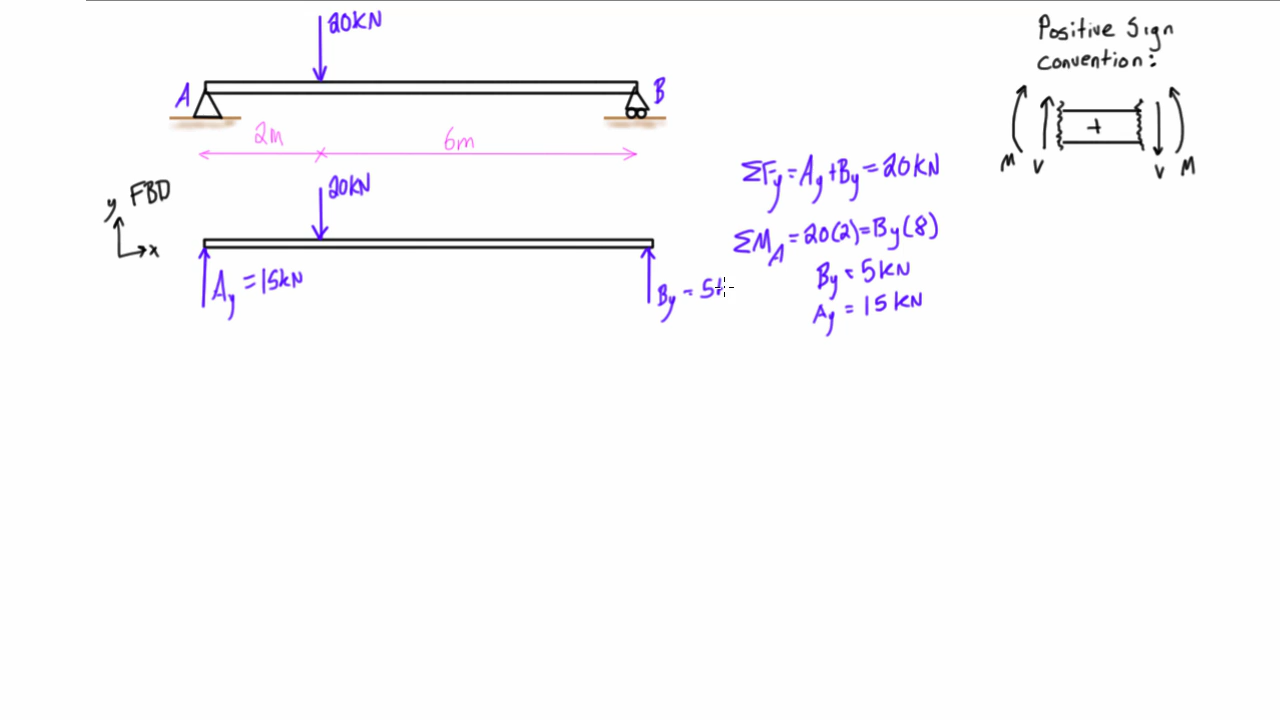 20kN
A
B
2m
6m
FBD
y
x
20kN
Ay = 15kN
By = 5
ΣFy = Ay + By = 20kN
ΣMA = 20(2) = By(8)
By = 5kN
Ay = 15kN
Positive Sign
convention:
+
M V V M